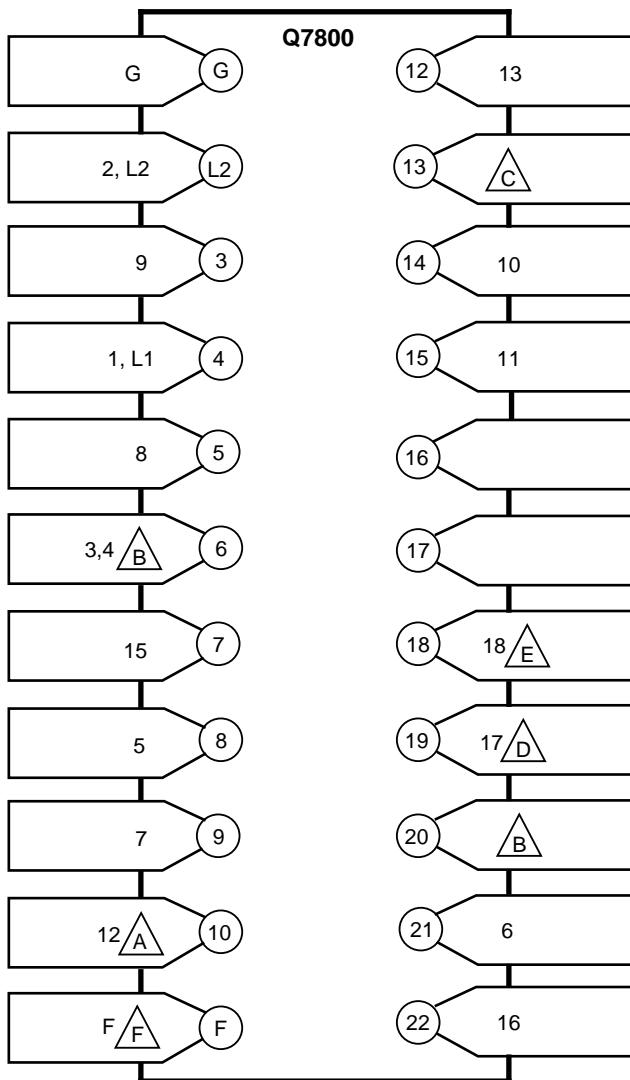 Q7800
G G 12 13
2, L2 L2 13 C
9 3 14 10
1, L1 4 15 11
8 5 16
3,4 B 6 17
15 7 18 18 E
5 8 19 17 D
7 9 20 B
12 A 10 21 6
F F F 22 16